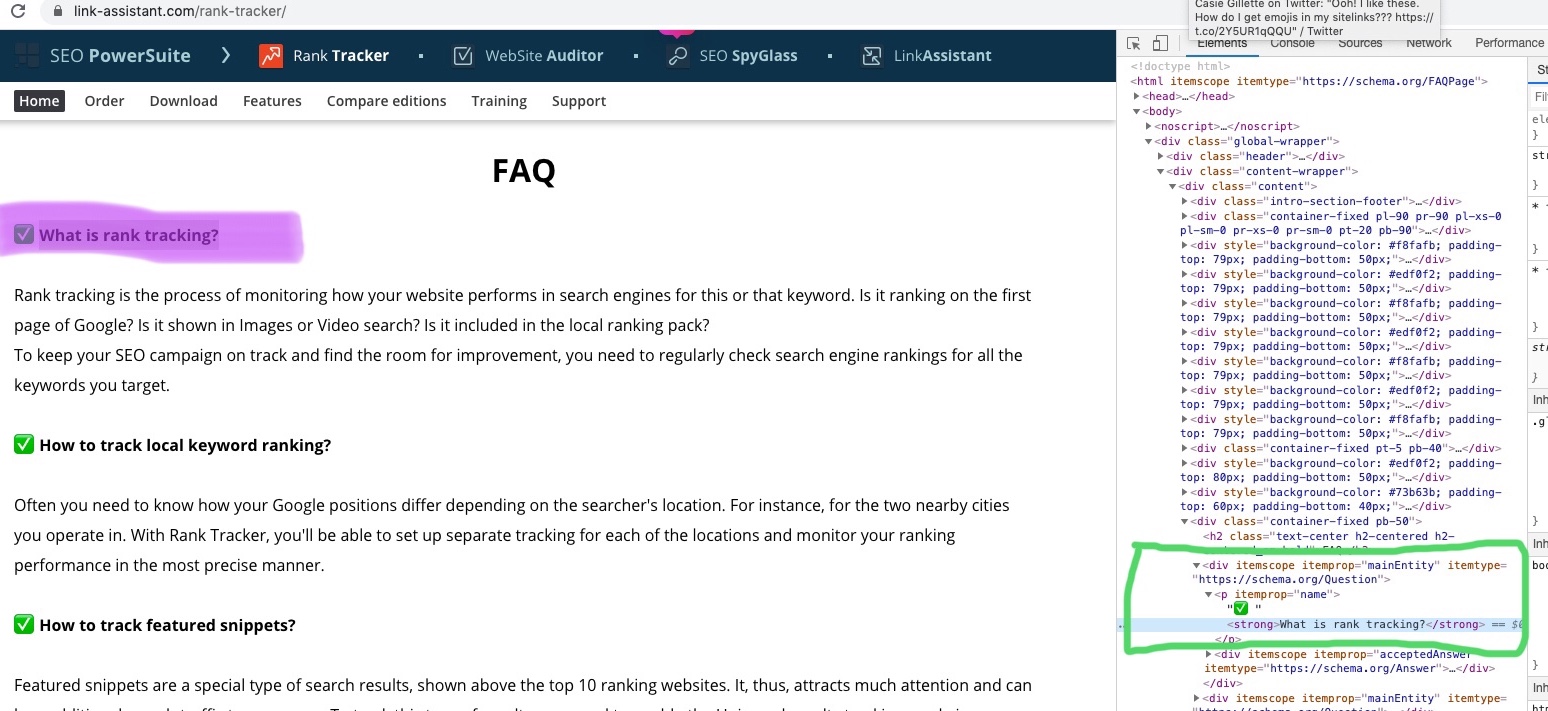 link-assistant.com/rank-tracker/
Casie Gillette on Twitter: "Ooh! I like these.
How do I get emojis in my sitelinks??? https://
t.co/2Y5UR1qQQU" / Twitter
SEO PowerSuite
Rank Tracker
WebSite Auditor
SEO SpyGlass
LinkAssistant
Home Order Download Features Compare editions Training Support
FAQ
✅ What is rank tracking?
Rank tracking is the process of monitoring how your website performs in search engines for this or that keyword. Is it ranking on the first
page of Google? Is it shown in Images or Video search? Is it included in the local ranking pack?
To keep your SEO campaign on track and find the room for improvement, you need to regularly check search engine rankings for all the
keywords you target.
✅ How to track local keyword ranking?
Often you need to know how your Google positions differ depending on the searcher's location. For instance, for the two nearby cities
you operate in. With Rank Tracker, you'll be able to set up separate tracking for each of the locations and monitor your ranking
performance in the most precise manner.
✅ How to track featured snippets?
Featured snippets are a special type of search results, shown above the top 10 ranking websites. It, thus, attracts much attention and can
Elements Console Sources Network Performance
<!doctype html>
<html itemscope itemtype="https://schema.org/FAQPage">
<head>…</head>
<body>
<noscript>…</noscript>
<div class="global-wrapper">
<div class="header">…</div>
<div class="content-wrapper">
<div class="content">
<div class="intro-section-footer">…</div>
<div class="container-fixed pl-90 pr-90 pl-xs-0
pl-sm-0 pr-xs-0 pr-sm-0 pt-20 pb-90">…</div>
<div style="background-color: #f8fafb; padding-
top: 79px; padding-bottom: 50px;">…</div>
<div style="background-color: #edf0f2; padding-
top: 79px; padding-bottom: 50px;">…</div>
<div style="background-color: #f8fafb; padding-
top: 79px; padding-bottom: 50px;">…</div>
<div style="background-color: #edf0f2; padding-
top: 79px; padding-bottom: 50px;">…</div>
<div style="background-color: #f8fafb; padding-
top: 79px; padding-bottom: 50px;">…</div>
<div style="background-color: #edf0f2; padding-
top: 79px; padding-bottom: 50px;">…</div>
<div style="background-color: #f8fafb; padding-
top: 79px; padding-bottom: 50px;">…</div>
<div class="container-fixed pt-5 pb-40">…</div>
<div style="background-color: #edf0f2; padding-
top: 80px; padding-bottom: 50px;">…</div>
<div style="background-color: #73b63b; padding-
top: 60px; padding-bottom: 40px;">…</div>
<div class="container-fixed pb-50">
<h2 class="text-center h2-centered h2-
<div itemscope itemprop="mainEntity" itemtype=
"https://schema.org/Question">
<p itemprop="name">
"✅ "
<strong>What is rank tracking?</strong> == $0
</p>
<div itemscope itemprop="acceptedAnswer"
itemtype="https://schema.org/Answer">…</div>
</div>
<div itemscope itemprop="mainEntity" itemtype=